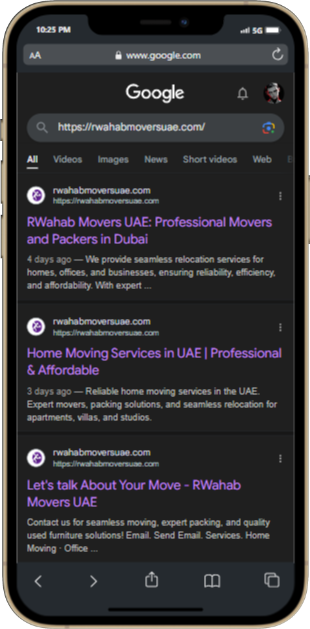 10:25 PM
5G
AA
www.google.com
Google
https://rwahabmoversuae.com/
All Videos Images News Short videos Web
rwahabmoversuae.com
https://rwahabmoversuae.com
RWahab Movers UAE: Professional Movers
and Packers in Dubai
4 days ago — We provide seamless relocation services for
homes, offices, and businesses, ensuring reliability, efficiency,
and affordability. With expert ...
rwahabmoversuae.com
https://rwahabmoversuae.com
Home Moving Services in UAE | Professional
& Affordable
3 days ago — Reliable home moving services in the UAE.
Expert movers, packing solutions, and seamless relocation for
apartments, villas, and studios.
rwahabmoversuae.com
https://rwahabmoversuae.com
Let's talk About Your Move - RWahab
Movers UAE
Contact us for seamless moving, expert packing, and quality
used furniture solutions! Email. Send Email. Services. Home
Moving · Office ...